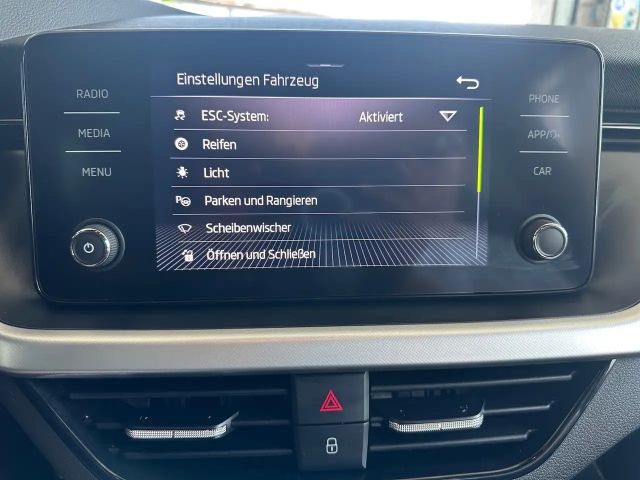 Einstellungen Fahrzeug
RADIO
MEDIA
MENU
ESC-System: Aktiviert
Reifen
Licht
Parken und Rangieren
Scheibenwischer
Öffnen und Schließen
PHONE
APP/
CAR